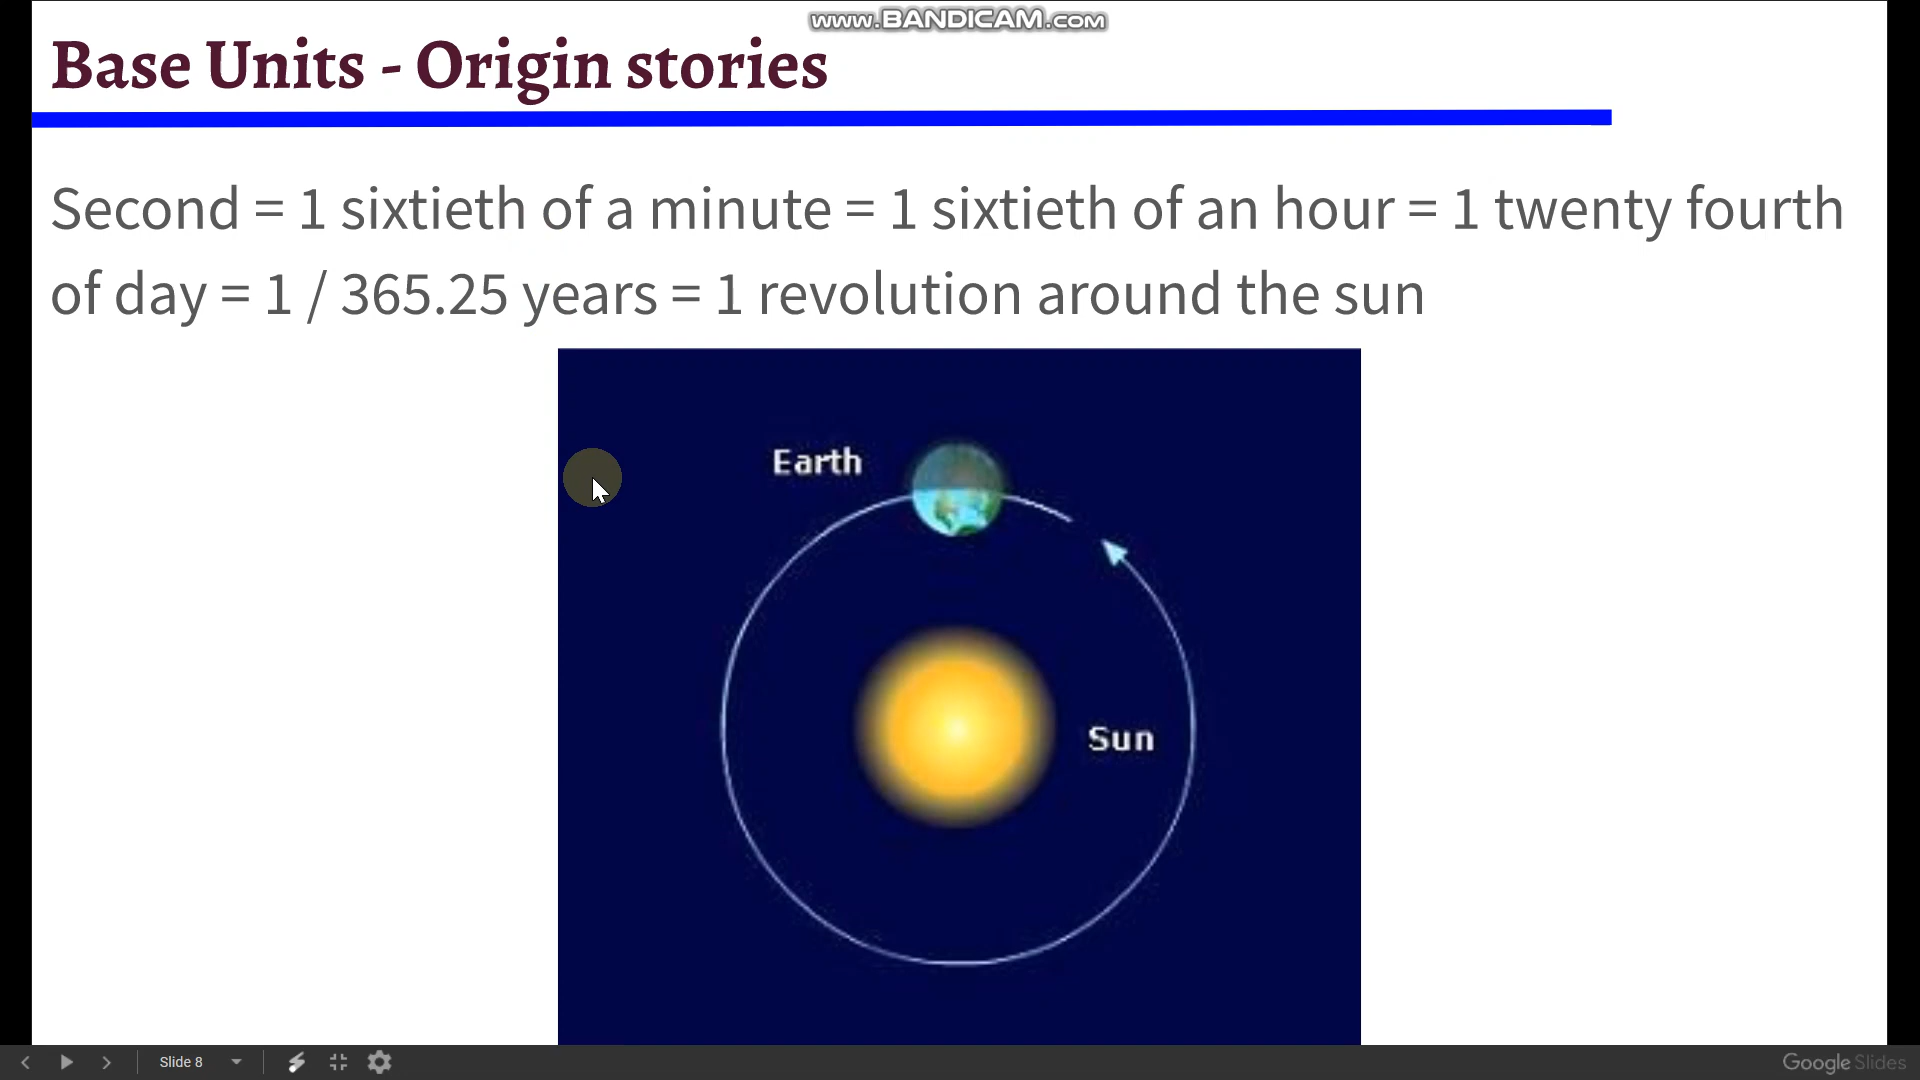 www.BANDICAM.com
Base Units - Origin stories
Second = 1 sixtieth of a minute = 1 sixtieth of an hour = 1 twenty fourth
of day = 1 / 365.25 years = 1 revolution around the sun
Earth
Sun
Slide 8
Google Slides